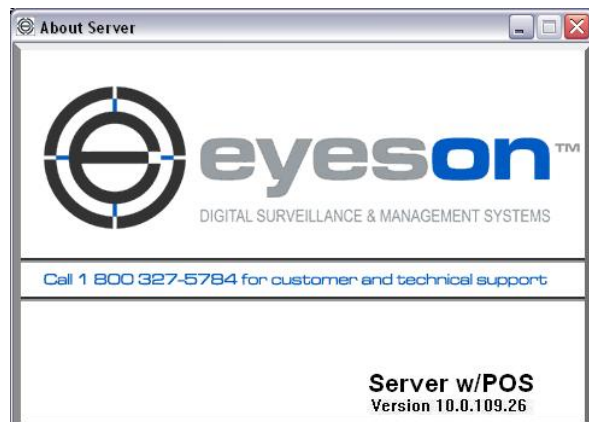 About Server
eyeson™
DIGITAL SURVEILLANCE & MANAGEMENT SYSTEMS
Call 1 800 327-5784 for customer and technical support
Server w/POS
Version 10.0.109.26